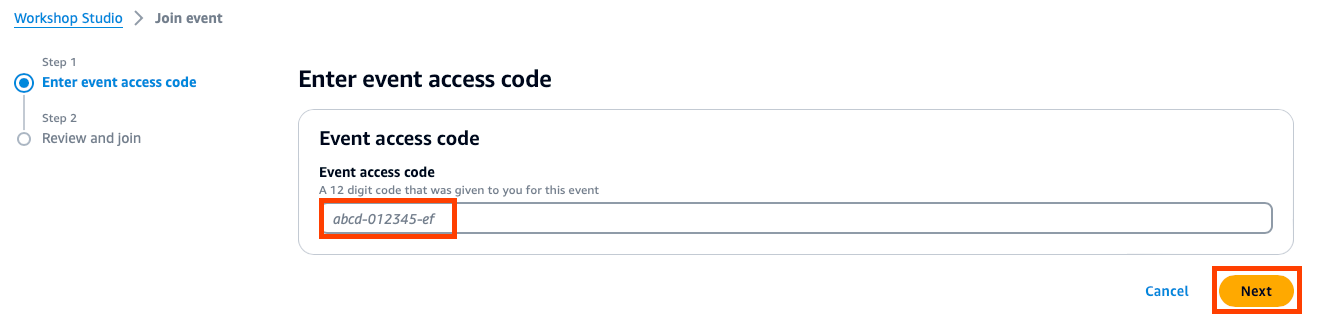 Workshop Studio > Join event
Step 1
Enter event access code
Step 2
Review and join
Enter event access code
Event access code
Event access code
A 12 digit code that was given to you for this event
abcd-012345-ef
Cancel Next